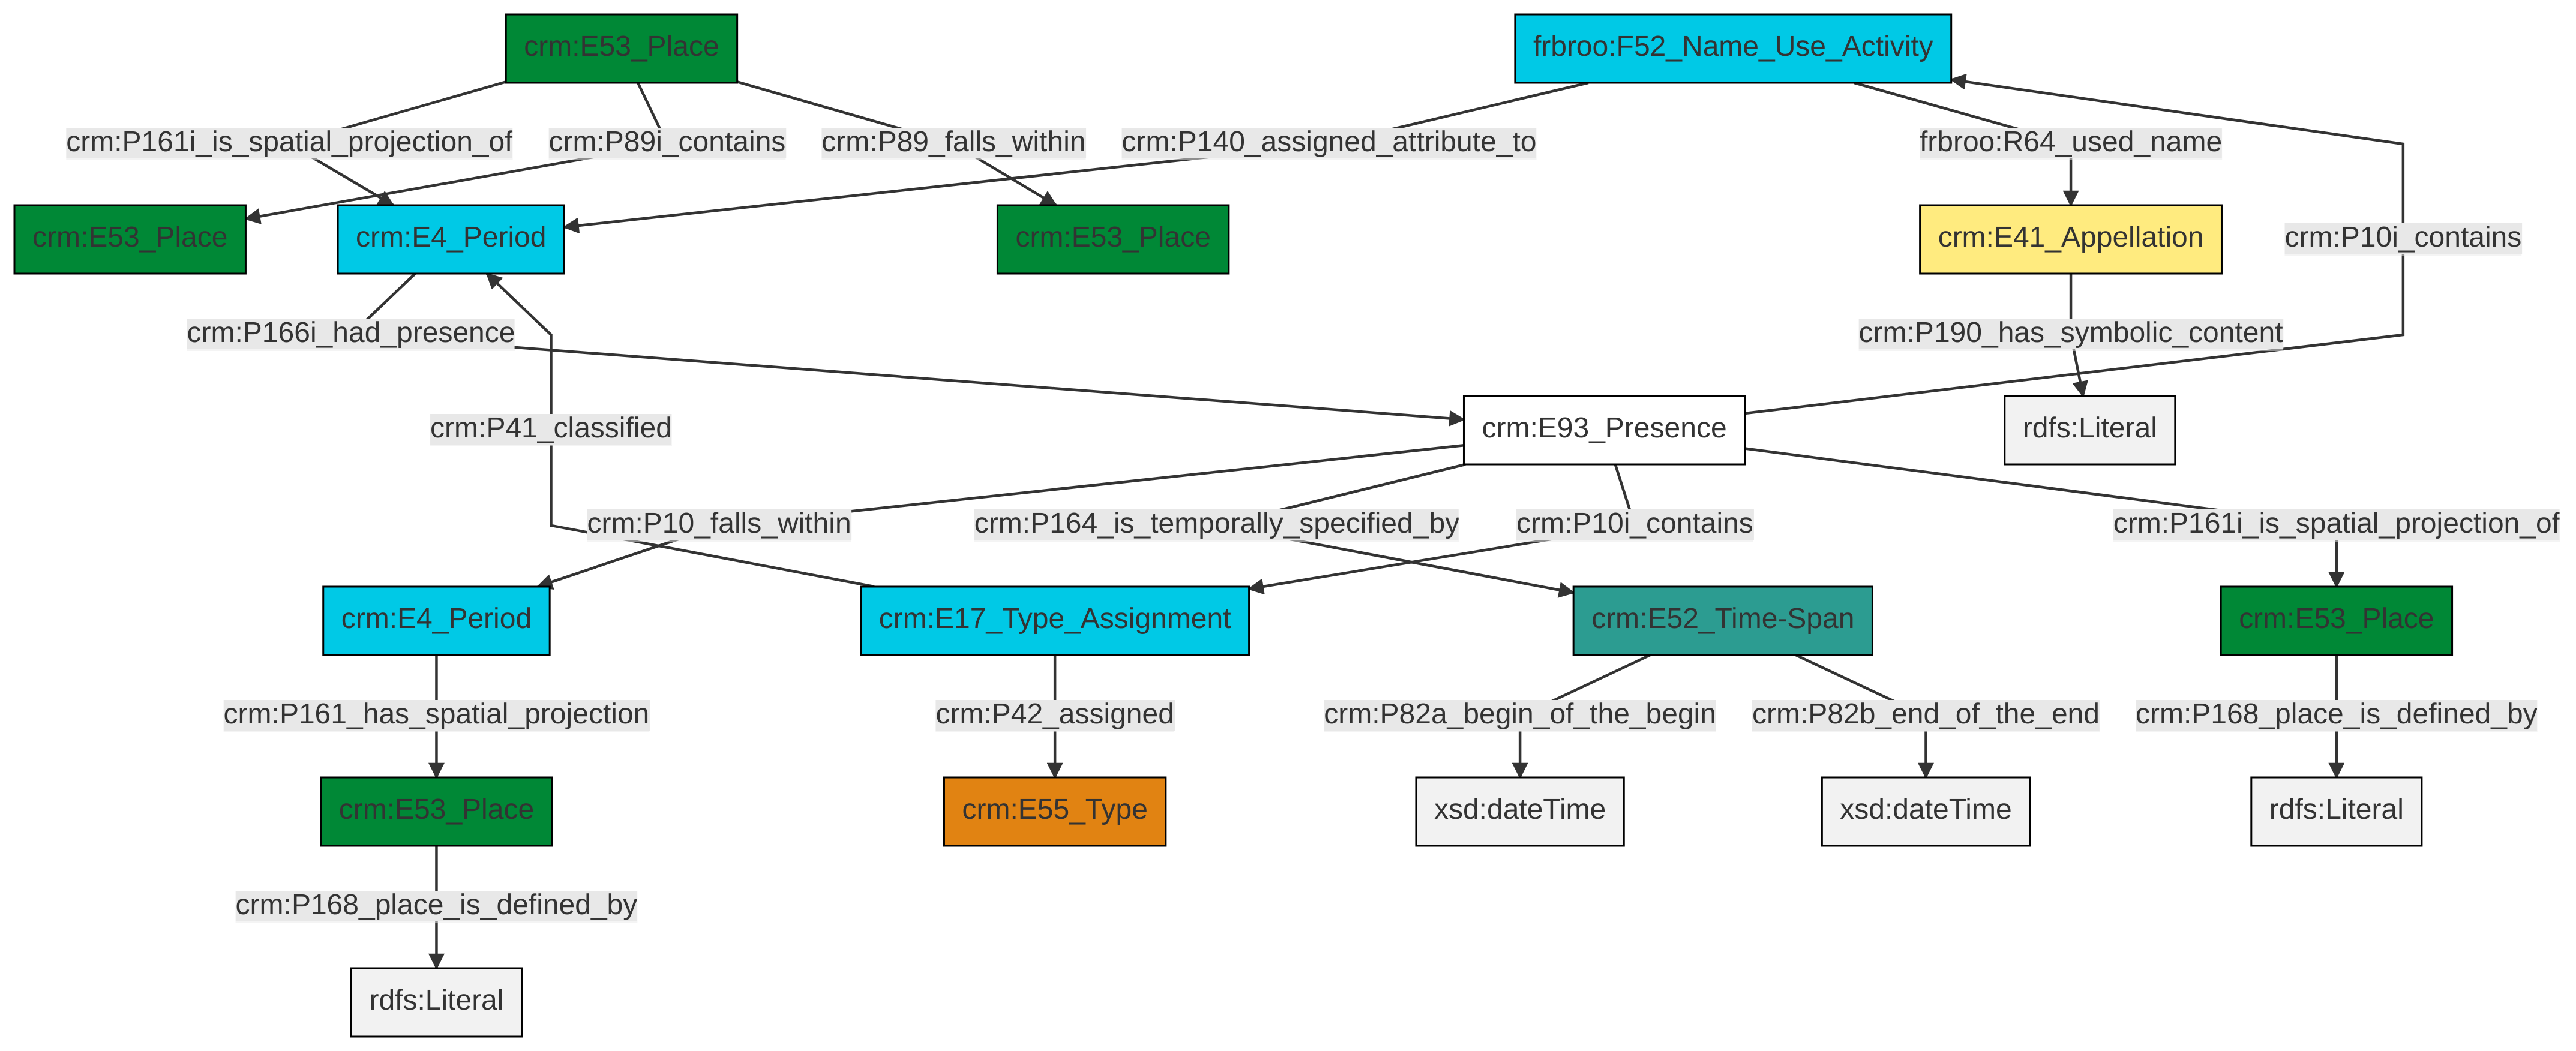 crm:E53_Place
frbroo:F52_Name_Use_Activity
crm:P161i_is_spatial_projection_of
crm:P89i_contains
crm:P89_falls_within
crm:P140_assigned_attribute_to
frbroo:R64_used_name
crm:E53_Place
crm:E4_Period
crm:E53_Place
crm:E41_Appellation
crm:P10i_contains
crm:P166i_had_presence
crm:P190_has_symbolic_content
crm:P41_classified
crm:E93_Presence
rdfs:Literal
crm:P10_falls_within
crm:P164_is_temporally_specified_by
crm:P10i_contains
crm:P161i_is_spatial_projection_of
crm:E4_Period
crm:E17_Type_Assignment
crm:E52_Time-Span
crm:E53_Place
crm:P161_has_spatial_projection
crm:P42_assigned
crm:P82a_begin_of_the_begin
crm:P82b_end_of_the_end
crm:P168_place_is_defined_by
crm:E53_Place
crm:E55_Type
xsd:dateTime
xsd:dateTime
rdfs:Literal
crm:P168_place_is_defined_by
rdfs:Literal